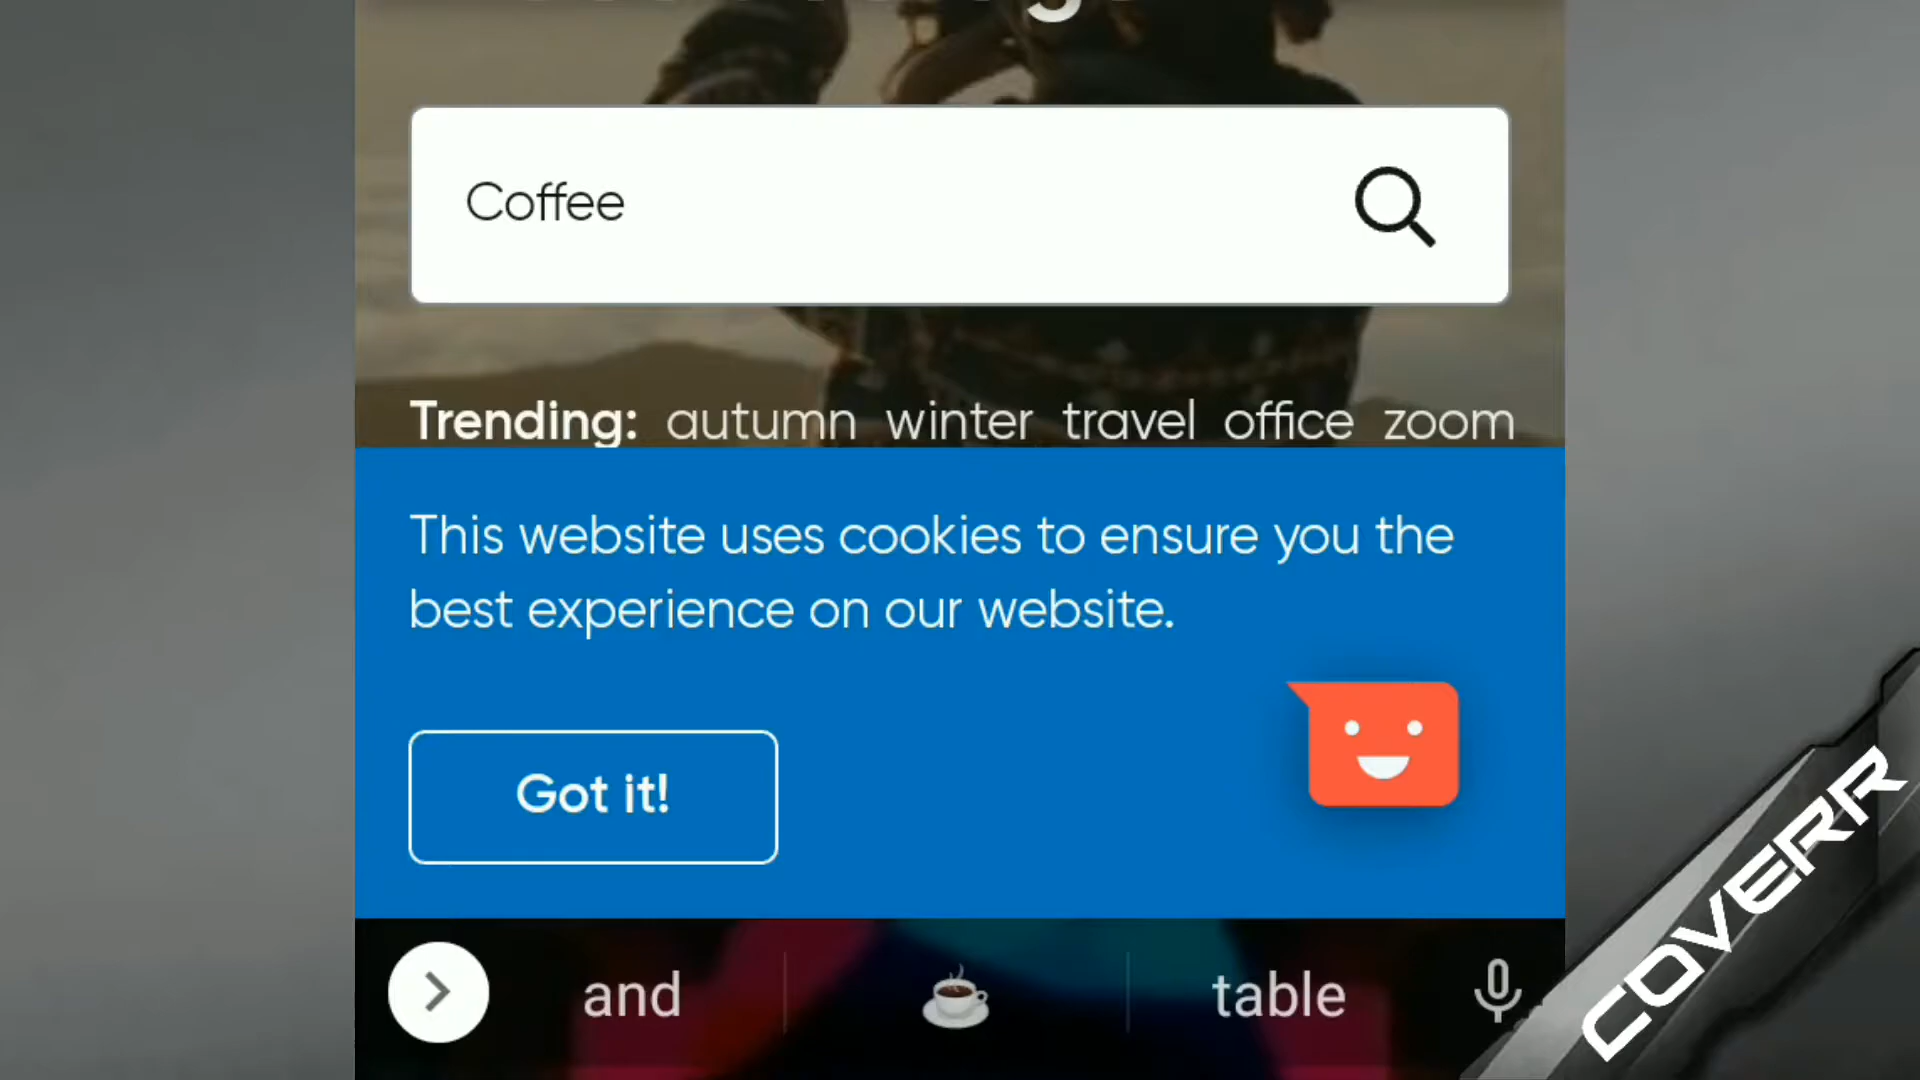 Coffee
Trending: autumn winter travel office zoom
This website uses cookies to ensure you the
best experience on our website.
Got it!
and ☕ table
COVERR